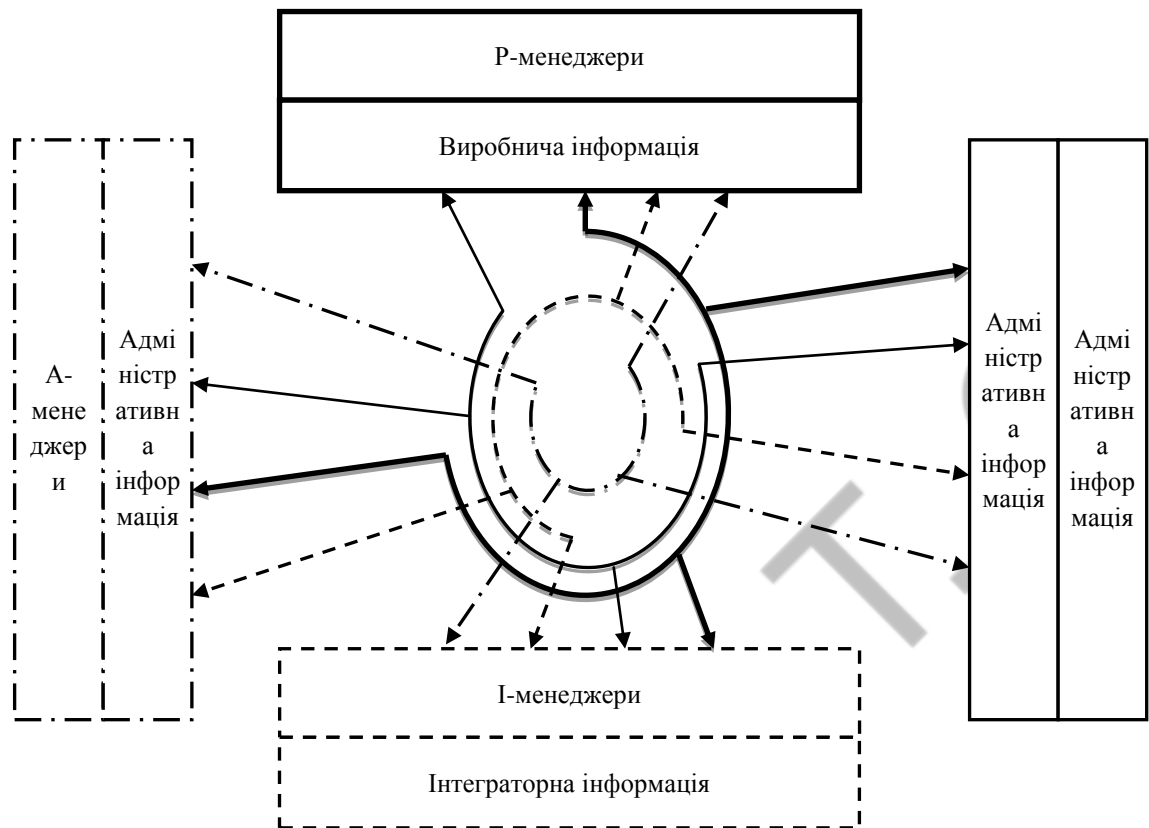 Р-менеджери
Виробнича інформація
А-
мене
джер
и
Адмі
ністр
ативн
а
інфор
мація
Адмі
ністр
ативн
а
інфор
мація
Адмі
ністр
ативн
а
інфор
мація
І-менеджери
Інтеграторна інформація